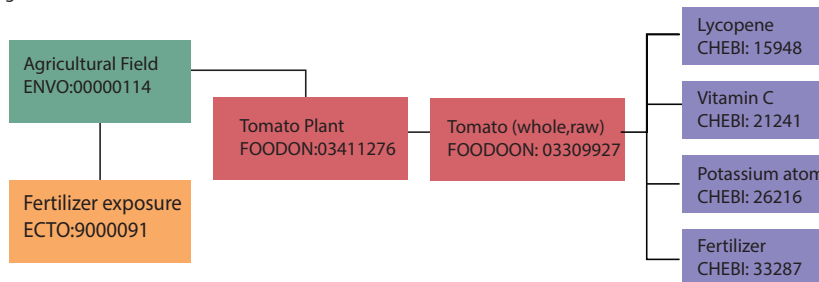 Agricultural Field
ENVO:00000114
Fertilizer exposure
ECTO:9000091
Tomato Plant
FOODON:03411276
Tomato (whole,raw)
FOODOON: 03309927
Lycopene
CHEBI: 15948
Vitamin C
CHEBI: 21241
Potassium atom
CHEBI: 26216
Fertilizer
CHEBI: 33287